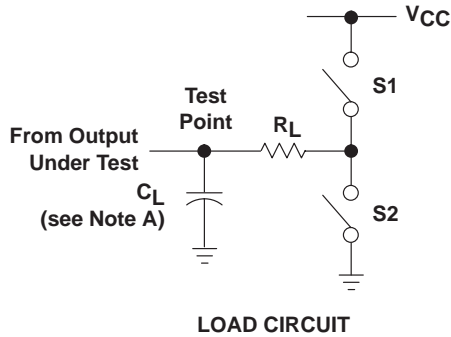 VCC
S1
Test
Point
RL
From Output
Under Test
CL
(see Note A)
S2
LOAD CIRCUIT